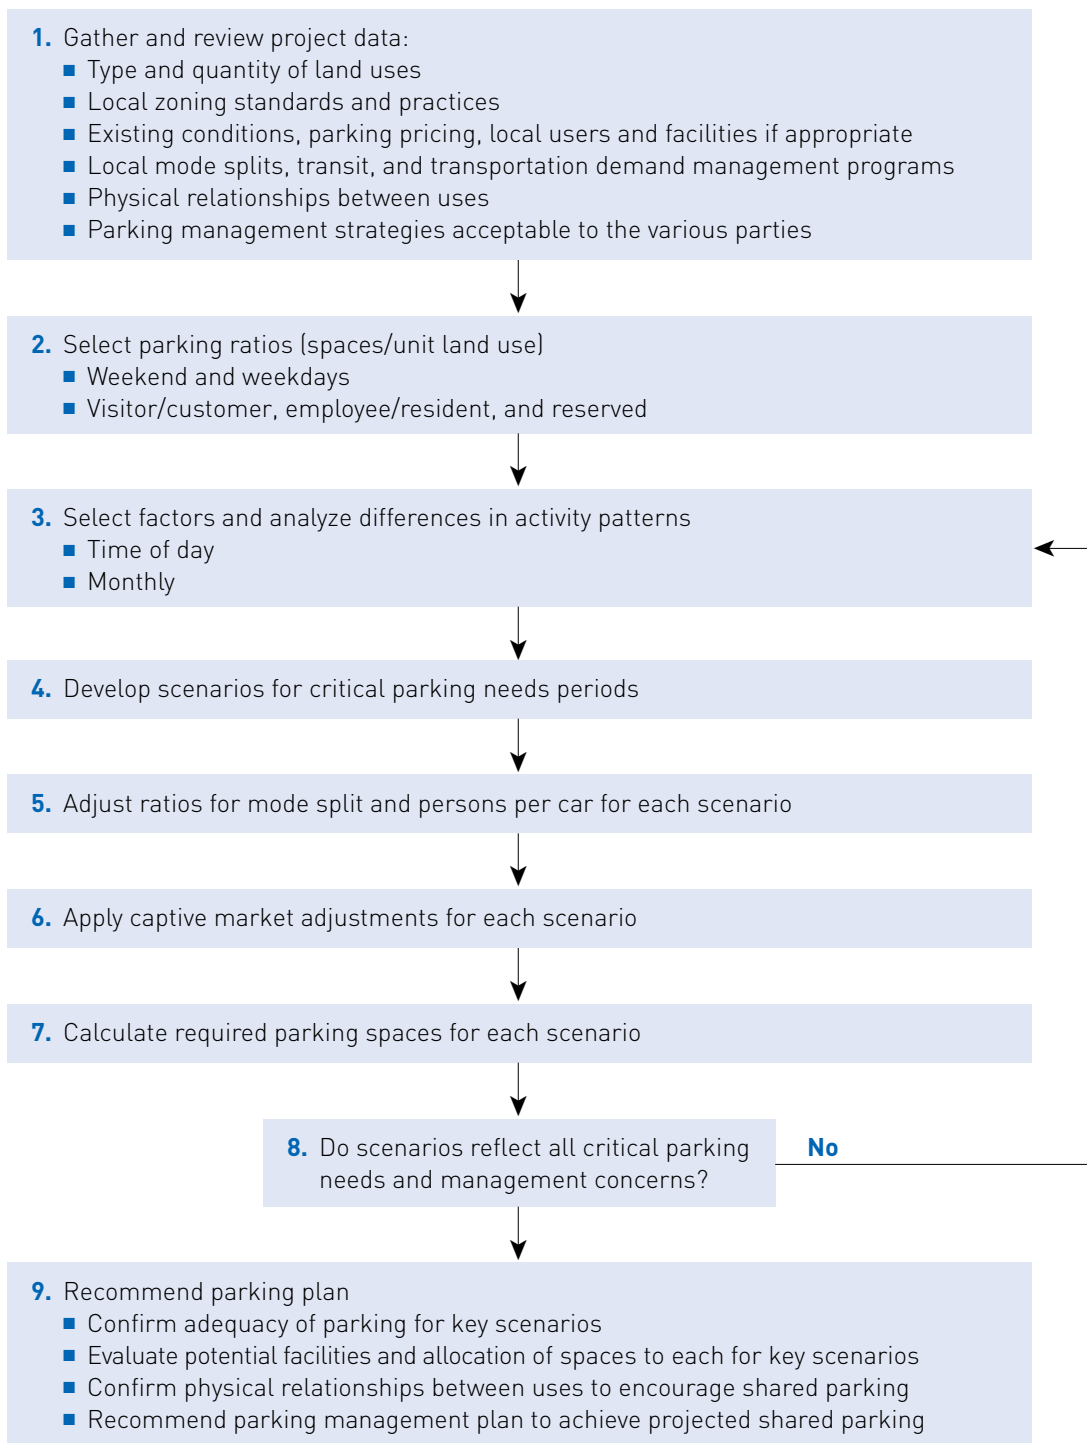 1. Gather and review project data:
■ Type and quantity of land uses
■ Local zoning standards and practices
■ Existing conditions, parking pricing, local users and facilities if appropriate
■ Local mode splits, transit, and transportation demand management programs
■ Physical relationships between uses
■ Parking management strategies acceptable to the various parties
2. Select parking ratios (spaces/unit land use)
■ Weekend and weekdays
■ Visitor/customer, employee/resident, and reserved
3. Select factors and analyze differences in activity patterns
■ Time of day
■ Monthly
4. Develop scenarios for critical parking needs periods
5. Adjust ratios for mode split and persons per car for each scenario
6. Apply captive market adjustments for each scenario
7. Calculate required parking spaces for each scenario
8. Do scenarios reflect all critical parking
needs and management concerns?
No
9. Recommend parking plan
■ Confirm adequacy of parking for key scenarios
■ Evaluate potential facilities and allocation of spaces to each for key scenarios
■ Confirm physical relationships between uses to encourage shared parking
■ Recommend parking management plan to achieve projected shared parking